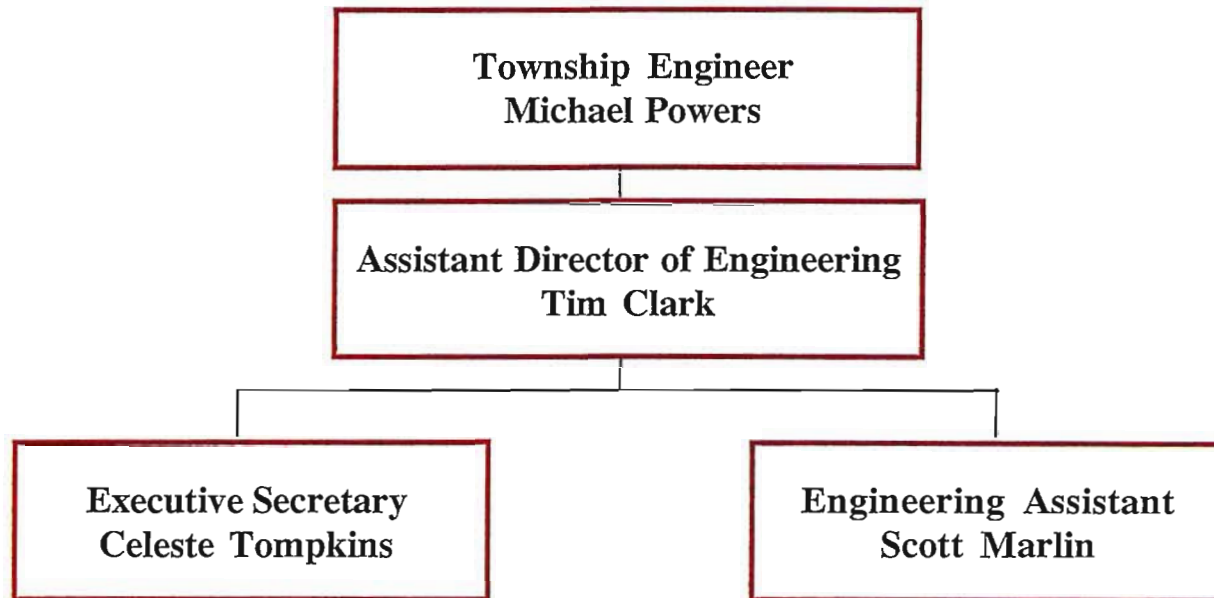 Township Engineer
Michael Powers
Assistant Director of Engineering
Tim Clark
Executive Secretary
Celeste Tompkins
Engineering Assistant
Scott Marlin